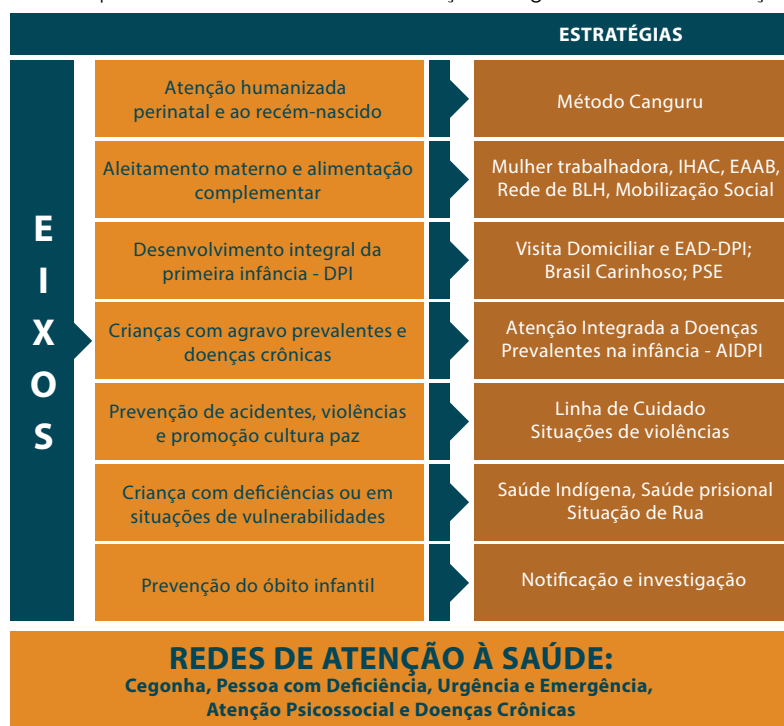 ESTRATÉGIAS
EIXOS
Atenção humanizada
perinatal e ao recém-nascido
Método Canguru
Aleitamento materno e alimentação
complementar
Mulher trabalhadora, IHAC, EAAB,
Rede de BLH, Mobilização Social
Desenvolvimento integral da
primeira infância - DPI
Visita Domiciliar e EAD-DPI;
Brasil Carinhoso; PSE
Crianças com agravo prevalentes e
doenças crônicas
Atenção Integrada a Doenças
Prevalentes na infância - AIDPI
Prevenção de acidentes, violências
e promoção cultura paz
Linha de Cuidado
Situações de violências
Criança com deficiências ou em
situações de vulnerabilidades
Saúde Indígena, Saúde prisional
Situação de Rua
Prevenção do óbito infantil
Notificação e investigação
REDES DE ATENÇÃO À SAÚDE:
Cegonha, Pessoa com Deficiência, Urgência e Emergência,
Atenção Psicossocial e Doenças Crônicas